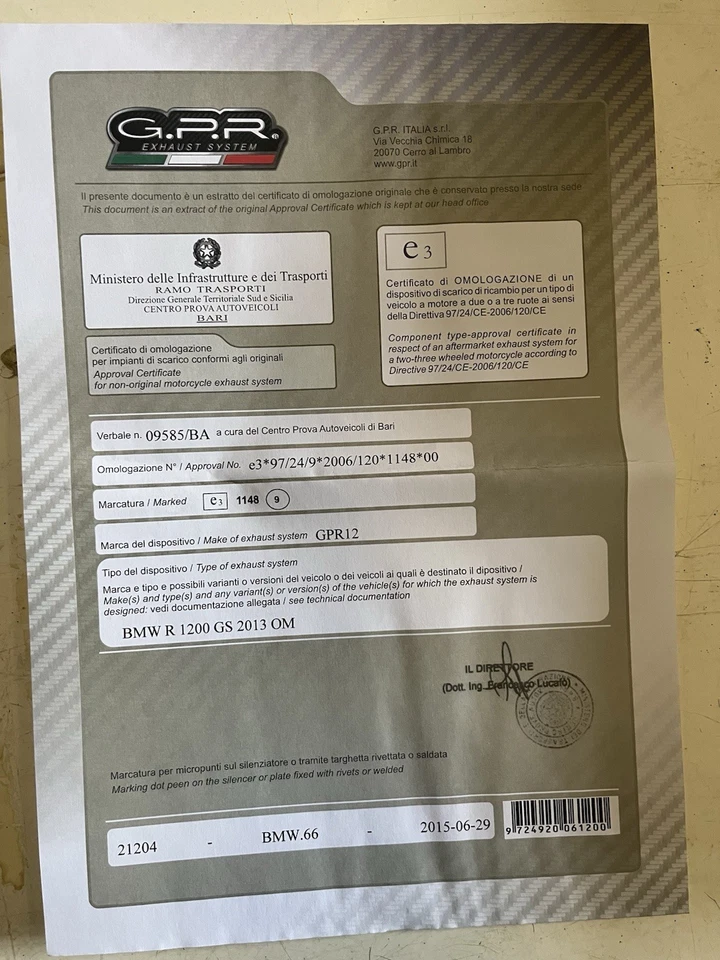 G.P.R.®
EXHAUST SYSTEM
G.P.R. ITALIA s.r.l.
Via Vecchia Chimica 18
20070 Cerro al Lambro
www.gpr.it
Il presente documento è un estratto del certificato di omologazione originale che è conservato presso la nostra sede
This document is an extract of the original Approval Certificate which is kept at our head office
Ministero delle Infrastrutture e dei Trasporti
RAMO TRASPORTI
Direzione Generale Territoriale Sud e Sicilia
CENTRO PROVA AUTOVEICOLI
BARI
e3
Certificato di OMOLOGAZIONE di un
dispositivo di scarico di ricambio per un tipo di
veicolo a motore a due o a tre ruote ai sensi
della Direttiva 97/24/CE-2006/120/CE
Component type-approval certificate in
respect of an aftermarket exhaust system for
a two-three wheeled motorcycle according to
Directive 97/24/CE-2006/120/CE
Certificato di omologazione
per impianti di scarico conformi agli originali
Approval Certificate
for non-original motorcycle exhaust system
Verbale n. 09585/BA a cura del Centro Prova Autoveicoli di Bari
Omologazione N° / Approval No. e3*97/24/9*2006/120*1148*00
Marcatura / Marked e3 1148 9
Marca del dispositivo / Make of exhaust system GPR12
Tipo del dispositivo / Type of exhaust system
Marca e tipo e possibili varianti o versioni del veicolo o dei veicoli ai quali è destinato il dipositivo /
Make(s) and type(s) and any variant(s) or version(s) of the vehicle(s) for which the exhaust system is
designed: vedi documentazione allegata / see technical documentation
BMW R 1200 GS 2013 OM
IL DIRETTORE
(Dott. Ing. Francesco Lucatò)
Marcatura per micropunti sul silenziatore o tramite targhetta rivettata o saldata
Marking dot peen on the silencer or plate fixed with rivets or welded
21204 - BMW.66 - 2015-06-29
9724920061200